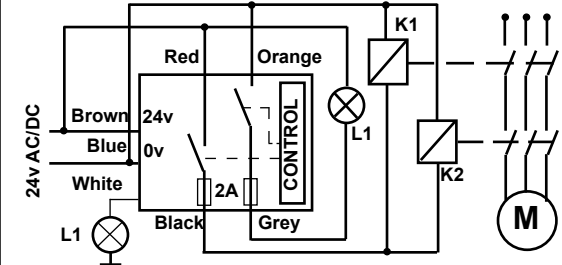 K1
Red Orange
Brown 24v
L1
24v AC/DC
Blue 0v
CONTROL
K2
White
2A
M
Black Grey
L1